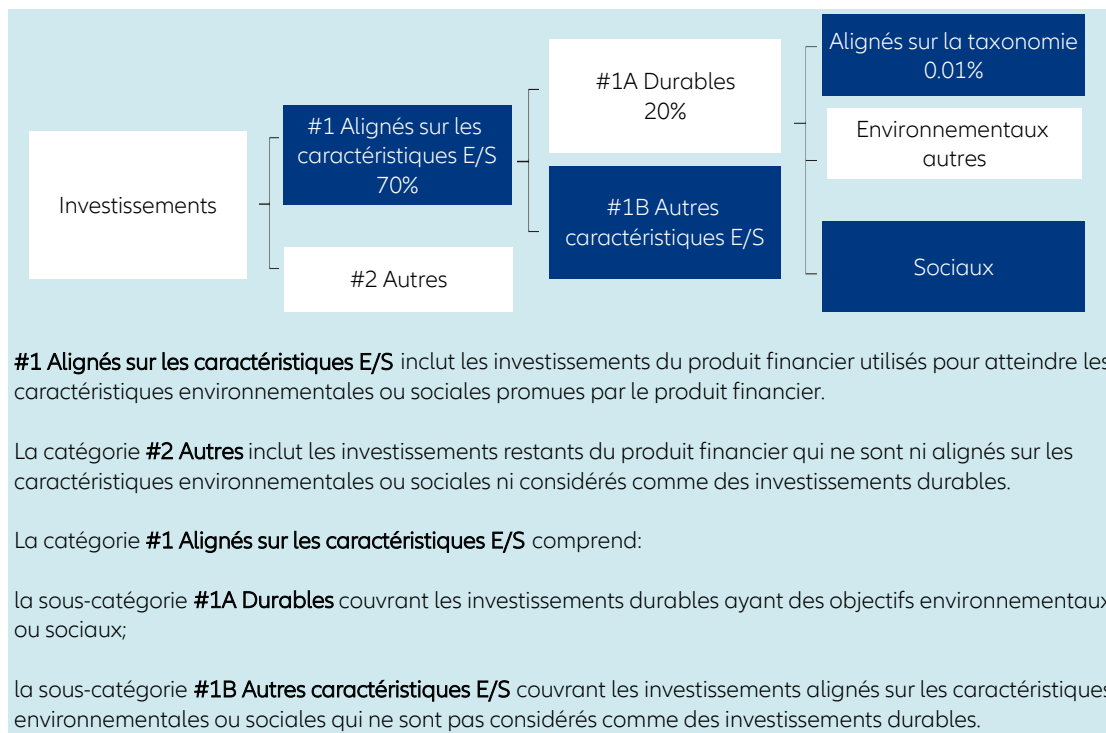 Investissements
#1 Alignés sur les
caractéristiques E/S
70%
#2 Autres
#1A Durables
20%
#1B Autres
caractéristiques E/S
Alignés sur la taxonomie
0.01%
Environnementaux
autres
Sociaux
#1 Alignés sur les caractéristiques E/S inclut les investissements du produit financier utilisés pour atteindre les
caractéristiques environnementales ou sociales promues par le produit financier.
La catégorie #2 Autres inclut les investissements restants du produit financier qui ne sont ni alignés sur les
caractéristiques environnementales ou sociales ni considérés comme des investissements durables.
La catégorie #1 Alignés sur les caractéristiques E/S comprend:
la sous-catégorie #1A Durables couvrant les investissements durables ayant des objectifs environnementaux
ou sociaux;
la sous-catégorie #1B Autres caractéristiques E/S couvrant les investissements alignés sur les caractéristiques
environnementales ou sociales qui ne sont pas considérés comme des investissements durables.